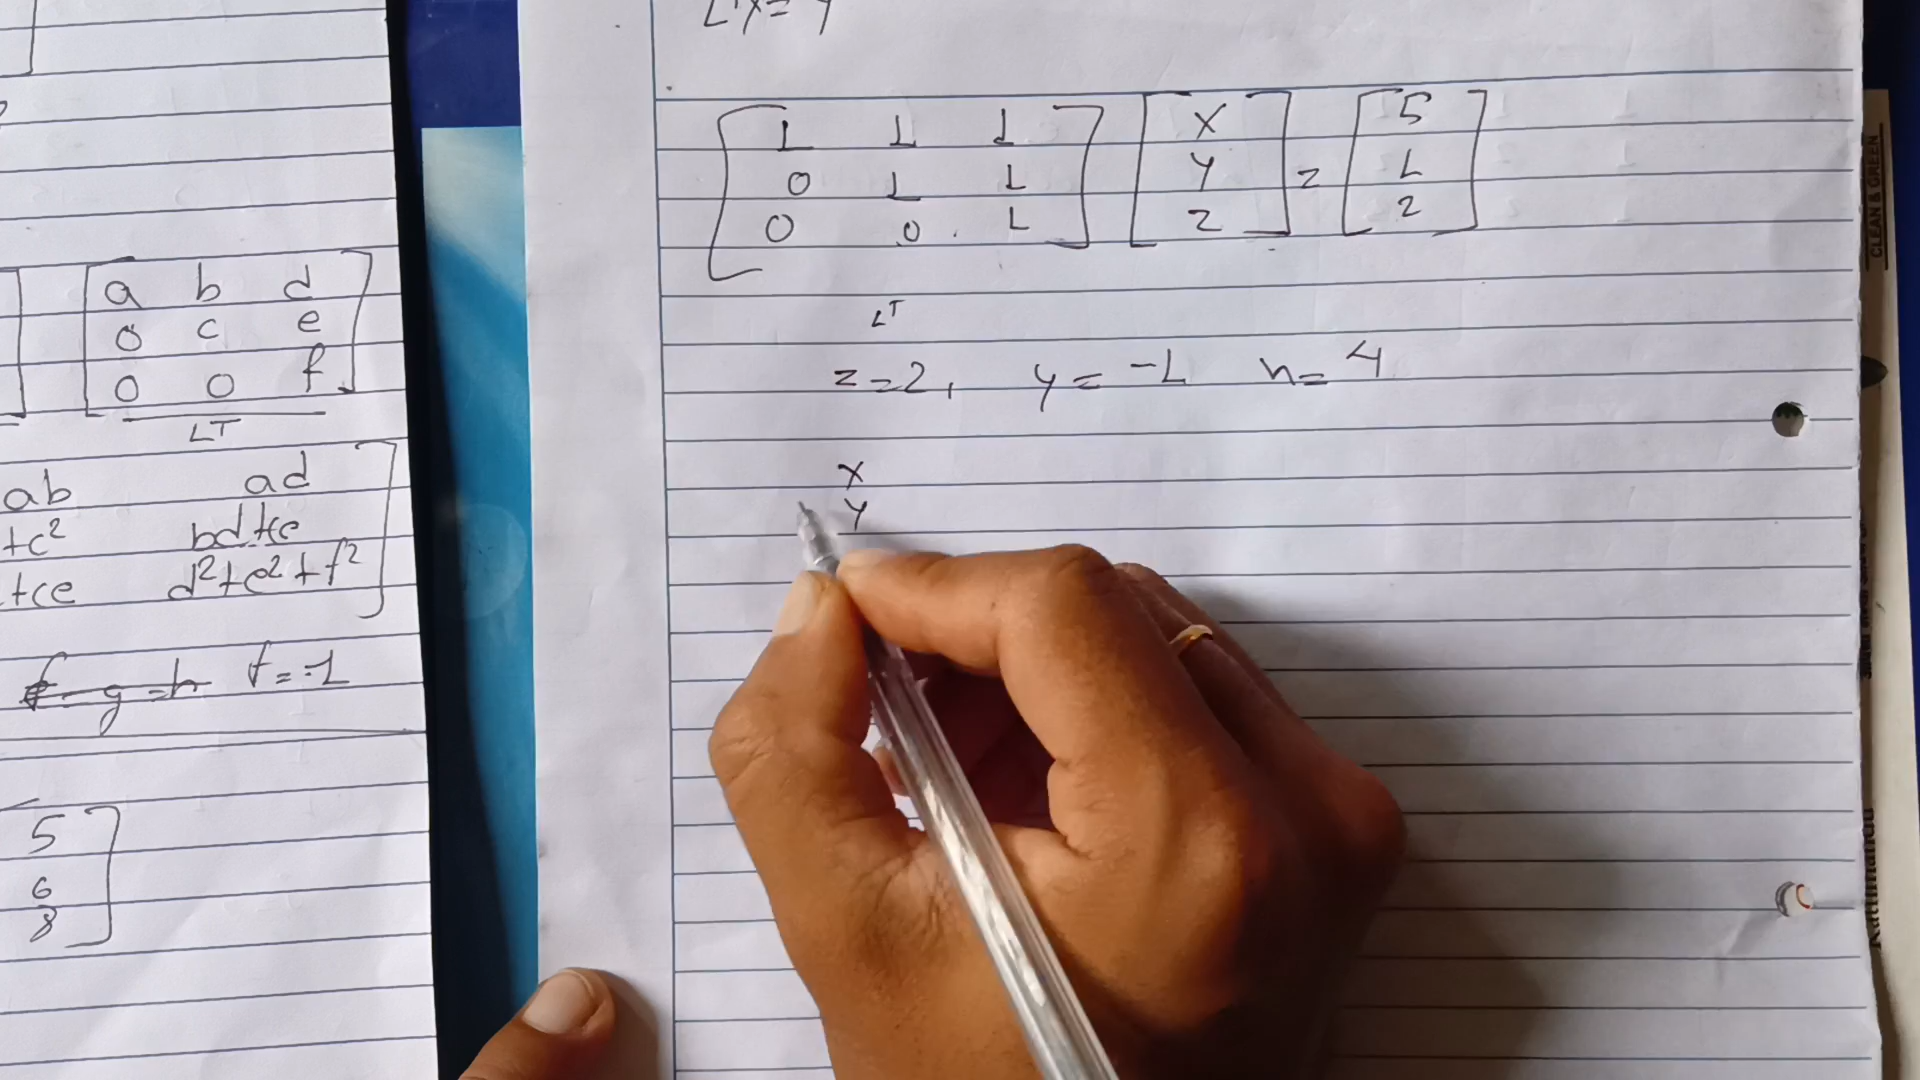 a b d
0 c e
0 0 f
LT
ab ad
+c² bd+ce
+ce d²+e²+f²
f=-1
5
6
8
LᵀX=Y
1 1 1 X 5
0 1 1 Y = 1
0 0 1 Z 2
LT
z=2, y=-1 x=4
X
Y
CLEAN & GREEN
Kathmandu